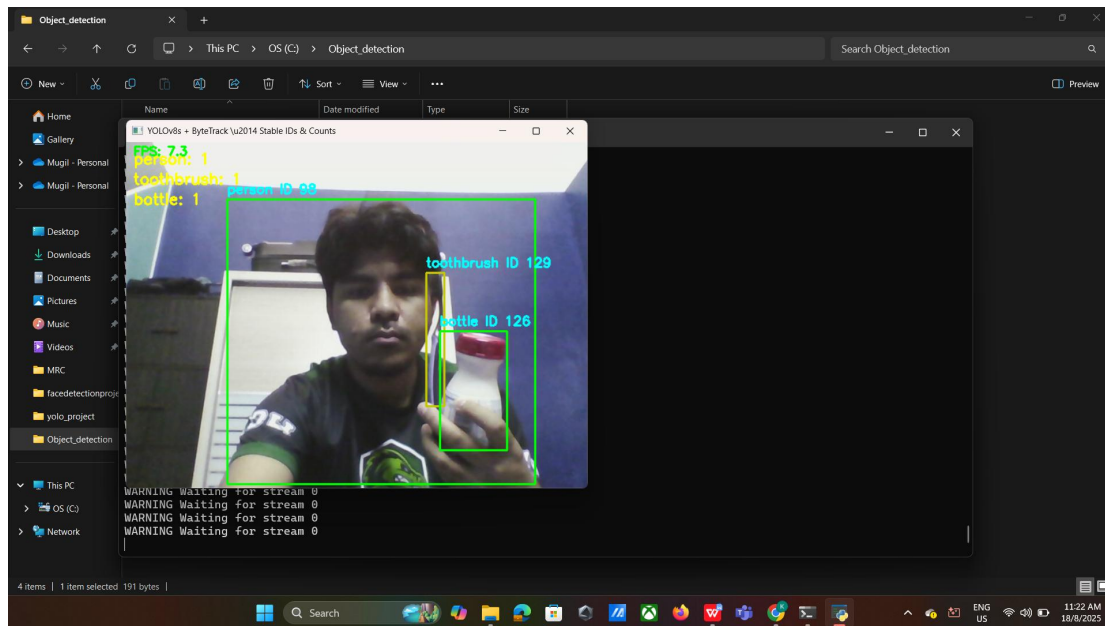 Object_detection
This PC > OS (C:) > Object_detection
Search Object_detection
New
Sort
View
Preview
Name Date modified Type Size
Home
Gallery
Mugil - Personal
Mugil - Personal
Desktop
Downloads
Documents
Pictures
Music
Videos
MRC
facedetectionproje
yolo_project
Object_detection
This PC
OS (C:)
Network
YOLOv8s + ByteTrack \u2014 Stable IDs & Counts
FPS: 7.3
person: 1
toothbrush: 1
bottle: 1
person ID 98
toothbrush ID 129
bottle ID 126
WARNING Waiting for stream 0
WARNING Waiting for stream 0
WARNING Waiting for stream 0
WARNING Waiting for stream 0
4 items | 1 item selected 191 bytes |
Search
ENG
US
11:22 AM
18/8/2025